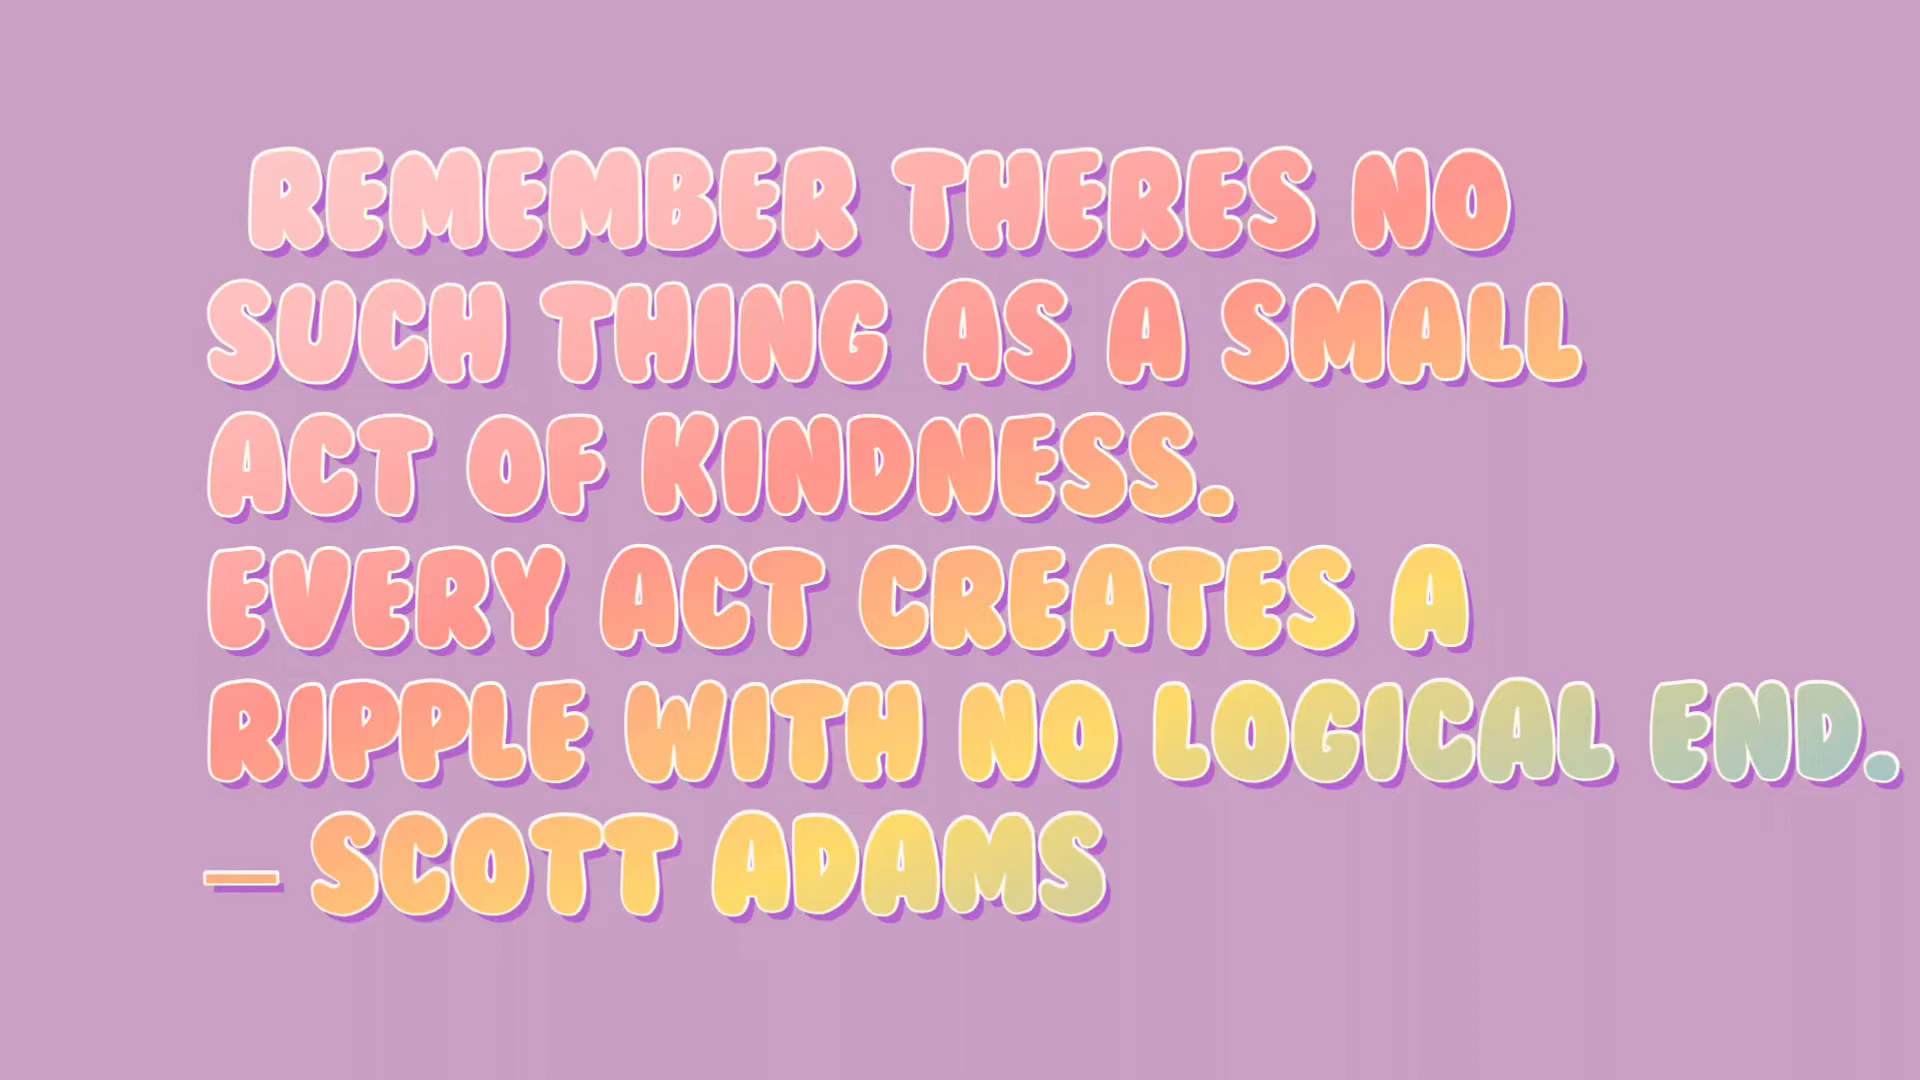 REMEMBER THERES NO
SUCH THING AS A SMALL
ACT OF KINDNESS.
EVERY ACT CREATES A
RIPPLE WITH NO LOGICAL END.
— SCOTT ADAMS